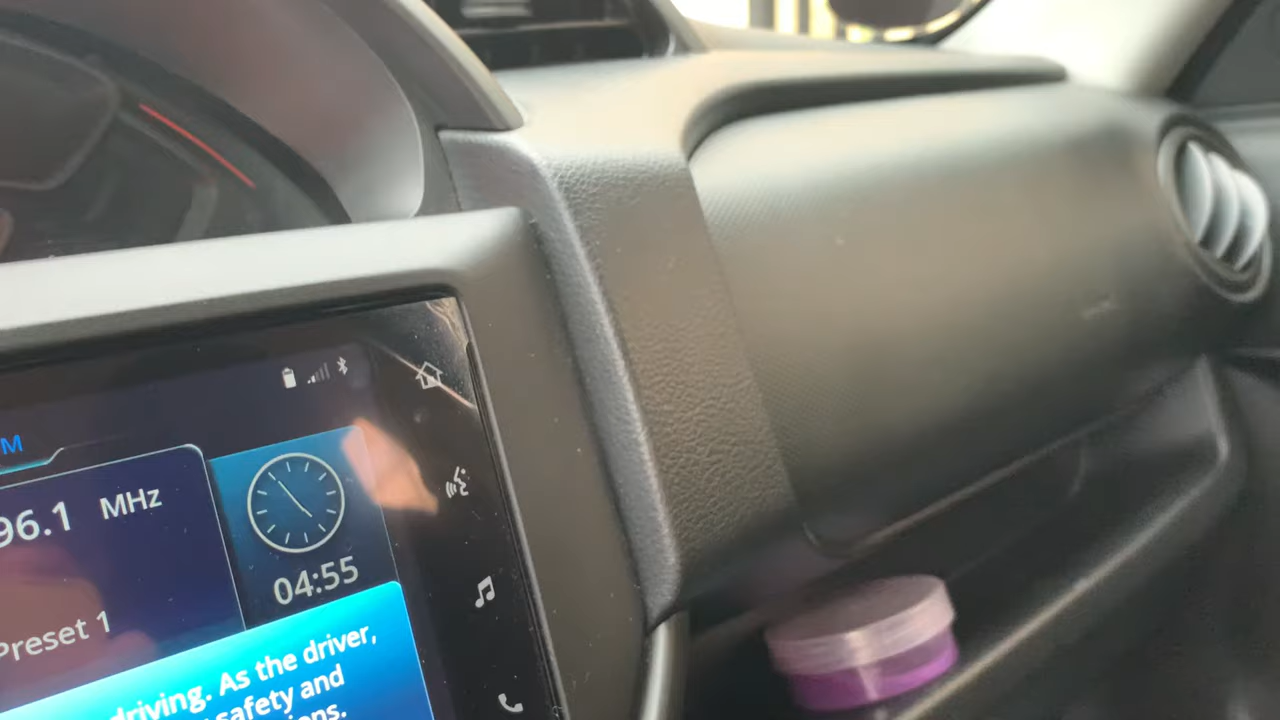 M
96.1 MHz
04:55
Preset 1
driving. As the driver,
safety and